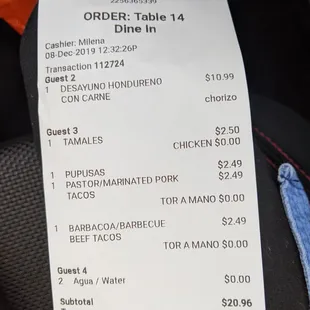 2296365339
ORDER: Table 14
Dine In
Cashier: Milena
08-Dec-2019 12:32:26P
Transaction 112724
Guest 2
1 DESAYUNO HONDURENO $10.99
CON CARNE chorizo
Guest 3
1 TAMALES $2.50
CHICKEN $0.00
1 PUPUSAS $2.49
1 PASTOR/MARINATED PORK $2.49
TACOS
TOR A MANO $0.00
1 BARBACOA/BARBECUE $2.49
BEEF TACOS
TOR A MANO $0.00
Guest 4
2 Agua / Water $0.00
Subtotal $20.96